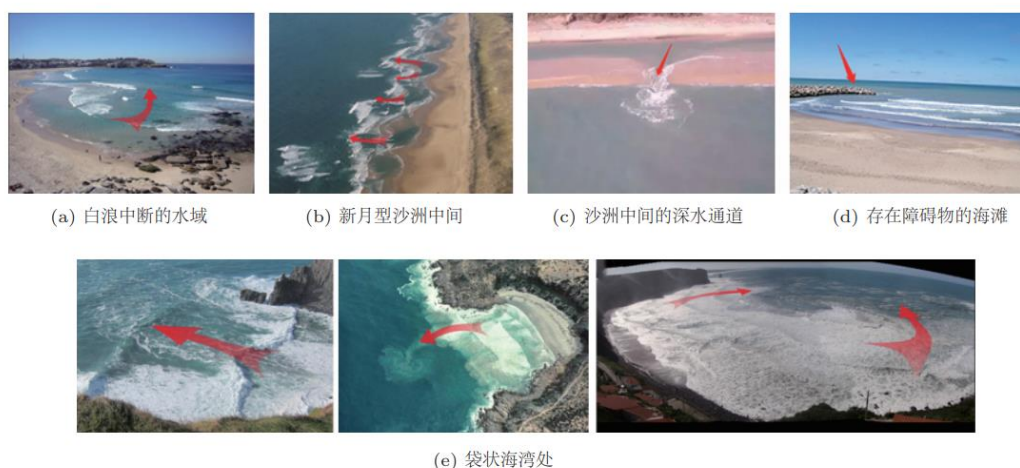 (a) 白浪中断的水域
(b) 新月型沙洲中间
(c) 沙洲中间的深水通道
(d) 存在障碍物的海滩
(e) 袋状海湾处